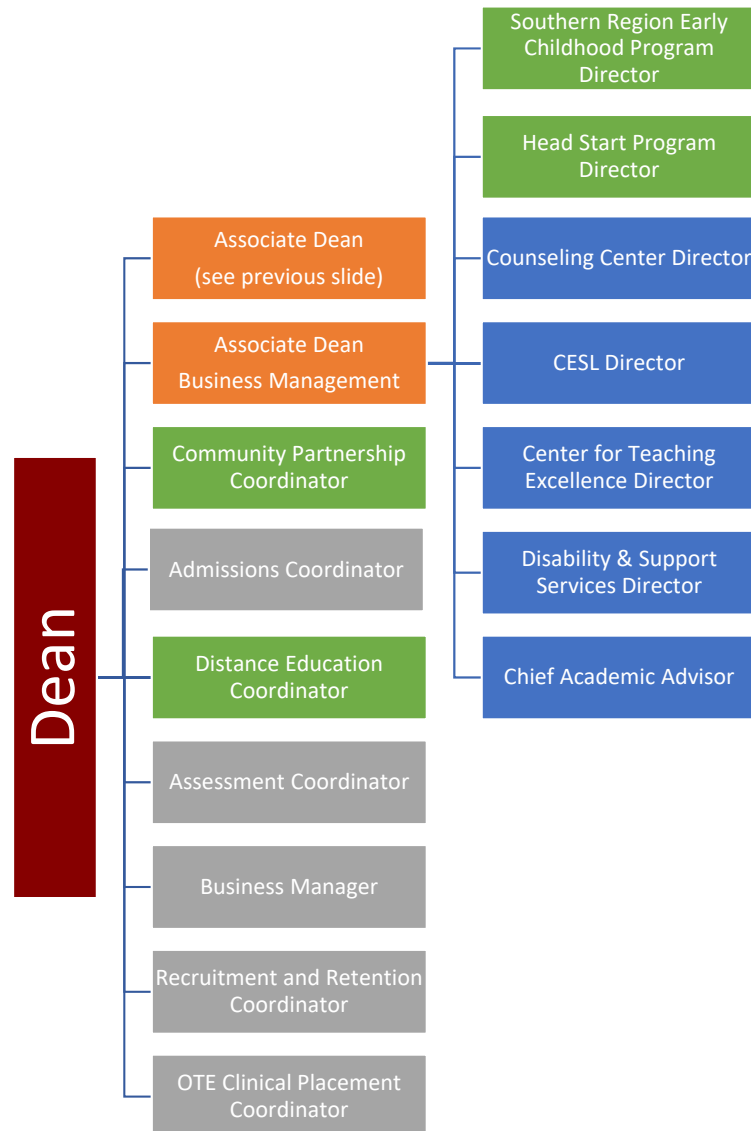 Dean
Associate Dean
(see previous slide)
Associate Dean
Business Management
Community Partnership
Coordinator
Admissions Coordinator
Distance Education
Coordinator
Assessment Coordinator
Business Manager
Recruitment and Retention
Coordinator
OTE Clinical Placement
Coordinator
Southern Region Early
Childhood Program
Director
Head Start Program
Director
Counseling Center Director
CESL Director
Center for Teaching
Excellence Director
Disability & Support
Services Director
Chief Academic Advisor